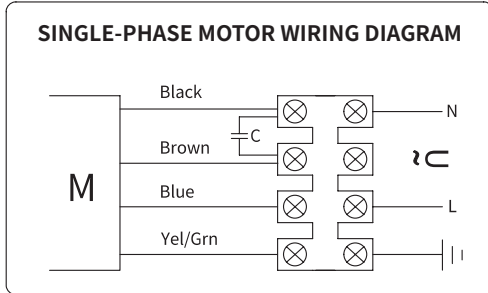 SINGLE-PHASE MOTOR WIRING DIAGRAM
Black
N
C
Brown
U~
M
Blue
L
Yel/Grn